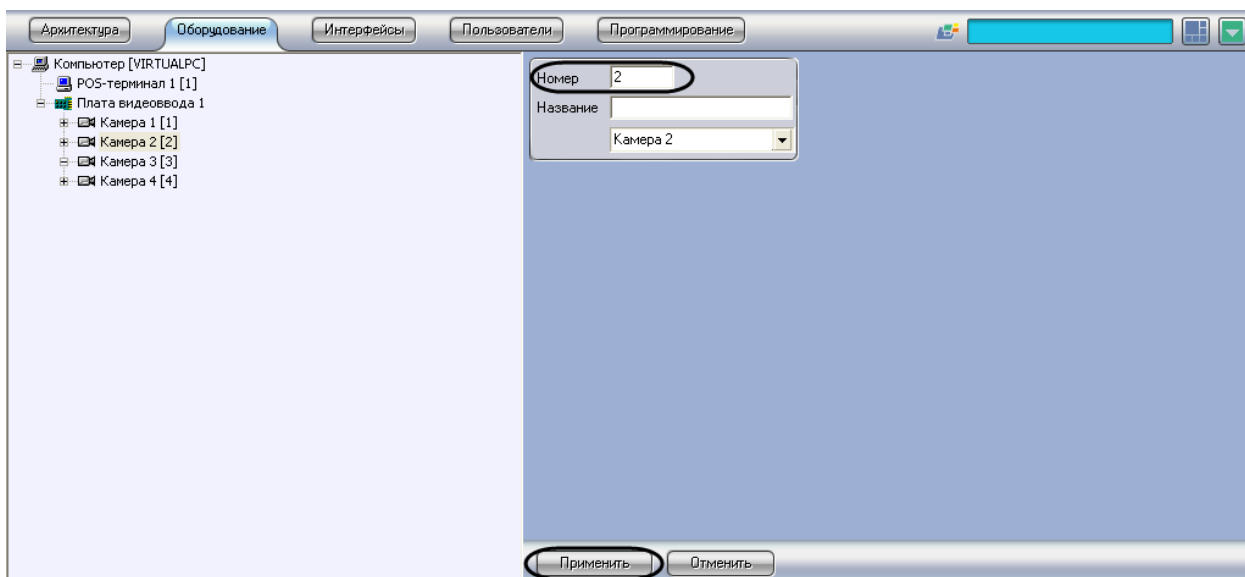 Архитектура Оборудование Интерфейсы Пользователи Программирование
Компьютер [VIRTUALPC]
POS-терминал 1 [1]
Плата видеоввода 1
Камера 1 [1]
Камера 2 [2]
Камера 3 [3]
Камера 4 [4]
Номер 2
Название
Камера 2
Применить Отменить